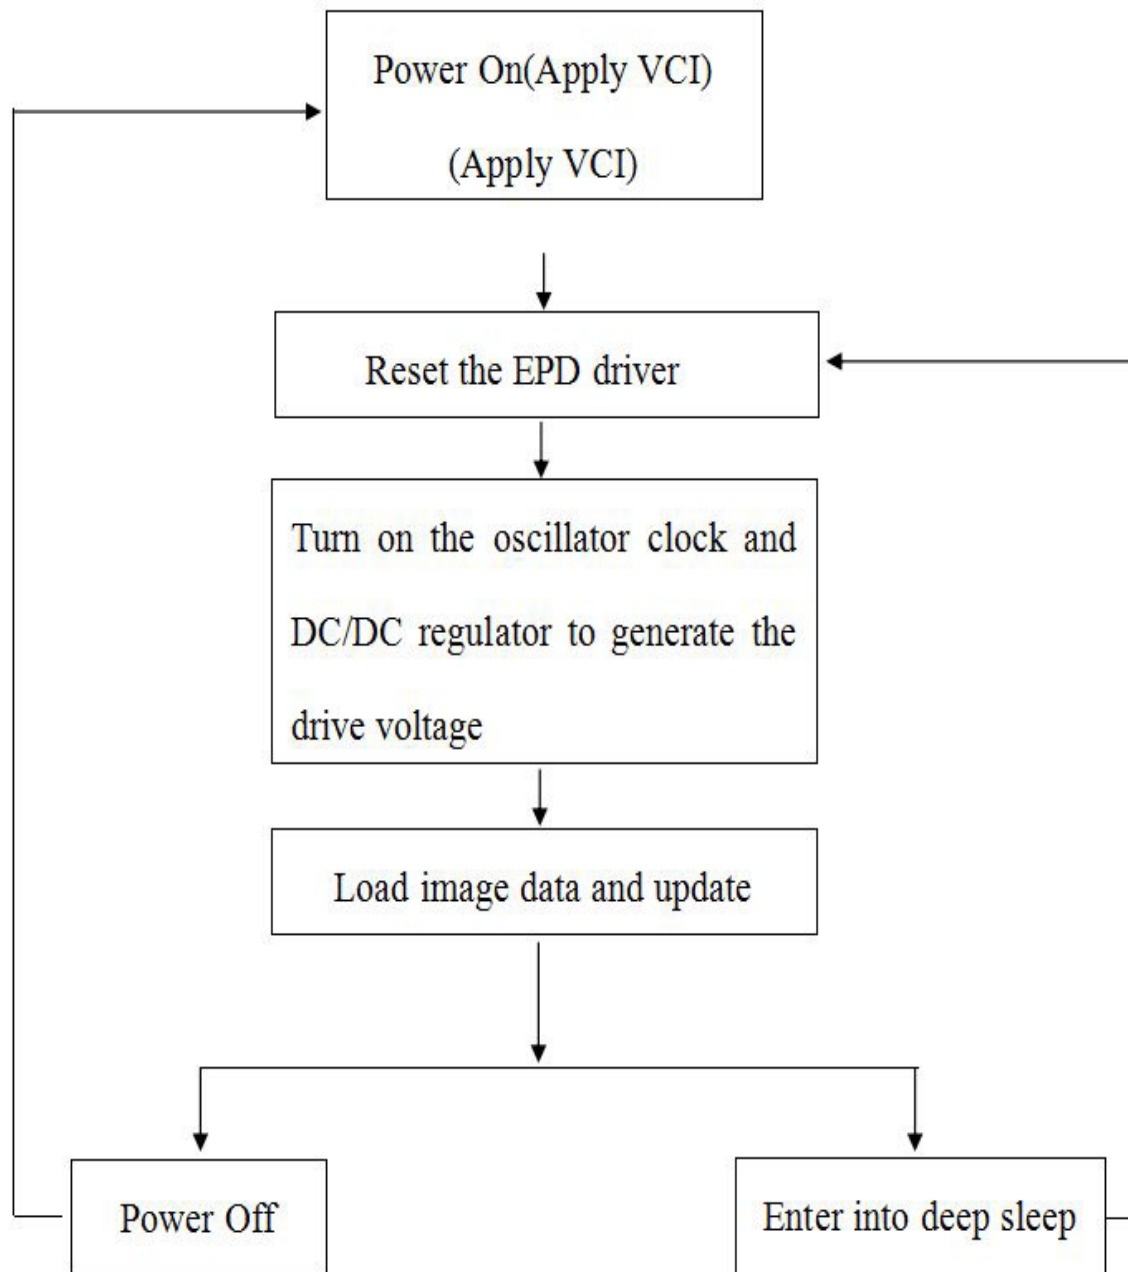 Power On(Apply VCI)
(Apply VCI)
Reset the EPD driver
Turn on the oscillator clock and
DC/DC regulator to generate the
drive voltage
Load image data and update
Power Off
Enter into deep sleep